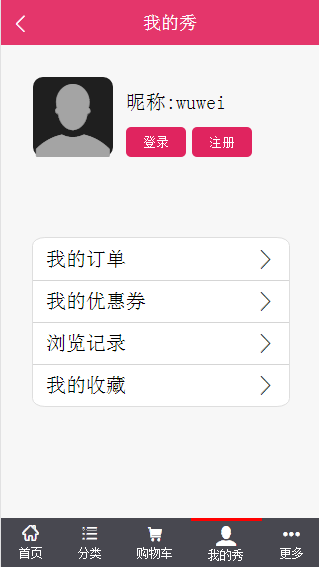 我的秀
昵称:wuwei
登录 注册
我的订单
我的优惠券
浏览记录
我的收藏
首页 分类 购物车 我的秀 更多